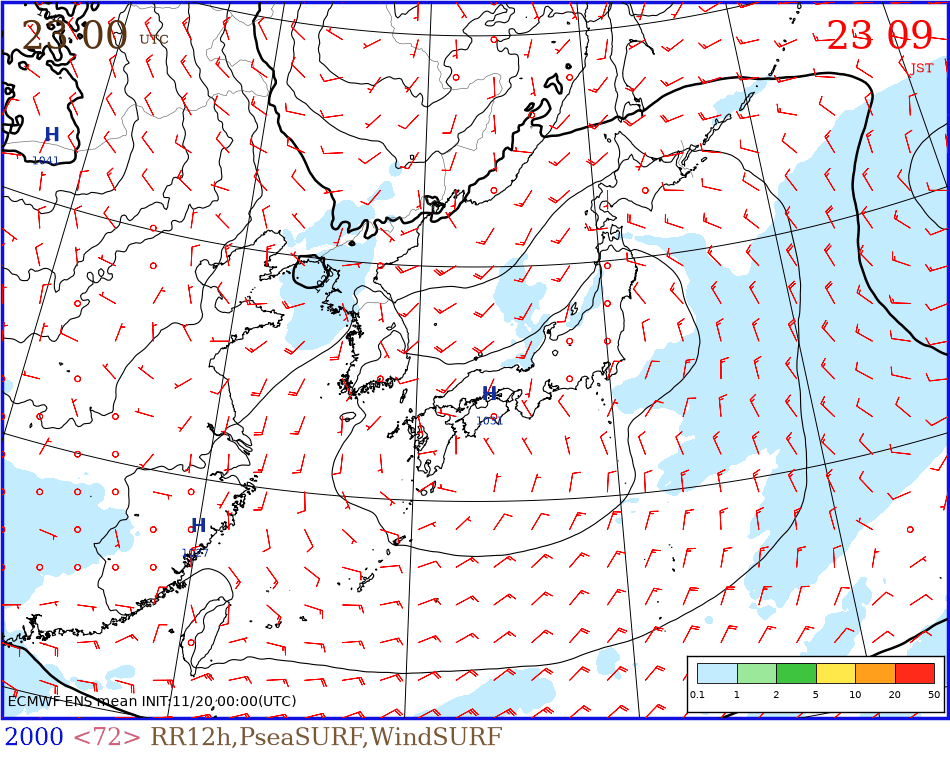 23 00 UTC
23 09 JST
H
1041
H
1031
H
ECMWF ENS mean INIT:11/20,00:00(UTC)
0.1 1 2 5 10 20 50
2000 <72> RR12h,PseaSURF,WindSURF